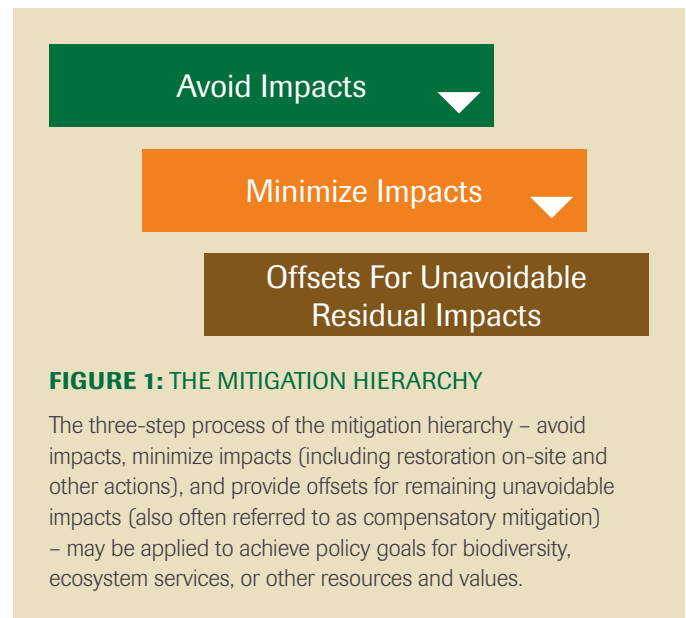 Avoid Impacts
Minimize Impacts
Offsets For Unavoidable
Residual Impacts
FIGURE 1: THE MITIGATION HIERARCHY
The three-step process of the mitigation hierarchy – avoid
impacts, minimize impacts (including restoration on-site and
other actions), and provide offsets for remaining unavoidable
impacts (also often referred to as compensatory mitigation)
– may be applied to achieve policy goals for biodiversity,
ecosystem services, or other resources and values.